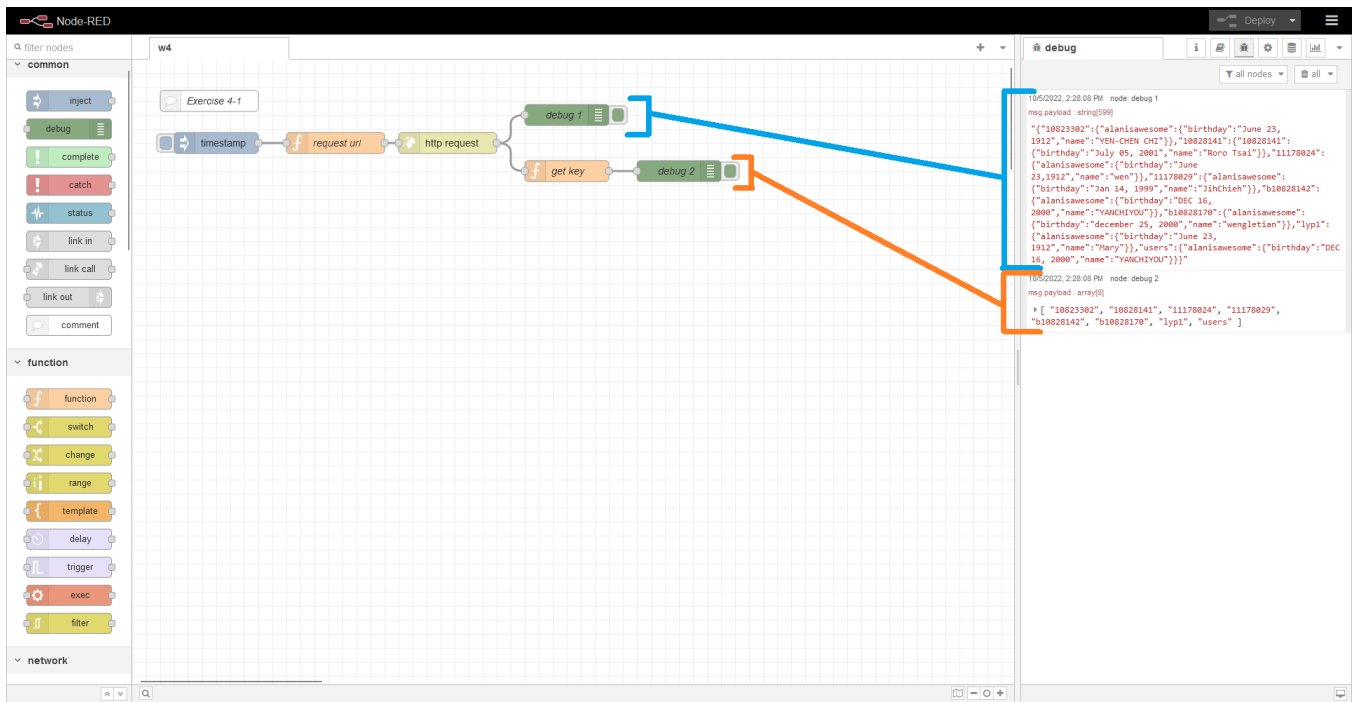 Node-RED
Deploy
filter nodes
w4
debug
common
all nodes
all
inject
debug
complete
catch
status
link in
link call
link out
comment
function
function
switch
change
range
template
delay
trigger
exec
filter
network
Exercise 4-1
timestamp
request url
http request
debug 1
get key
debug 2
10/5/2022, 2:28:08 PM node: debug 1
msg.payload : string[599]
"{"10823302":{"alanisawesome":{"birthday":"June 23,
1912","name":"YEN-CHEN CHI"}},"10828141":{"10828141":
{"birthday":"July 05, 2001","name":"Roro Tsai"}},"11178024":
{"alanisawesome":{"birthday":"June
23,1912","name":"wen"}},"11178029":{"alanisawesome":
{"birthday":"Jan 14, 1999","name":"JihChieh"}},"b10828142":
{"alanisawesome":{"birthday":"DEC 16,
2000","name":"YANCHIYOU"}},"b10828170":{"alanisawesome":
{"birthday":"december 25, 2000","name":"wengletian"}},"lyp1":
{"alanisawesome":{"birthday":"June 23,
1912","name":"Mary"}},"users":{"alanisawesome":{"birthday":"DEC
16, 2000","name":"YANCHIYOU"}}}"
10/5/2022, 2:28:08 PM node: debug 2
msg.payload : array[8]
[ "10823302", "10828141", "11178024", "11178029",
"b10828142", "b10828170", "lyp1", "users" ]